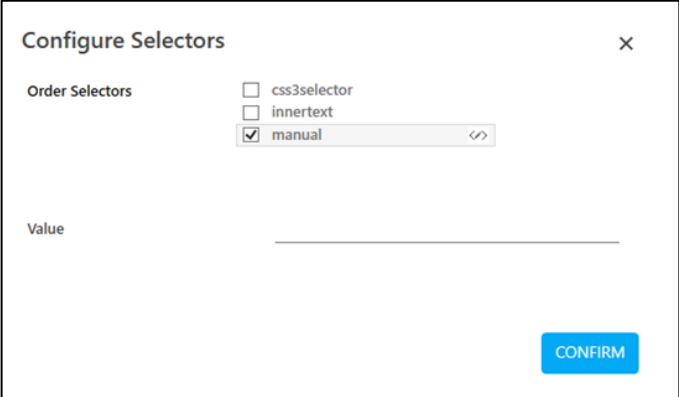 Configure Selectors
Order Selectors
css3selector
innertext
manual
Value
CONFIRM